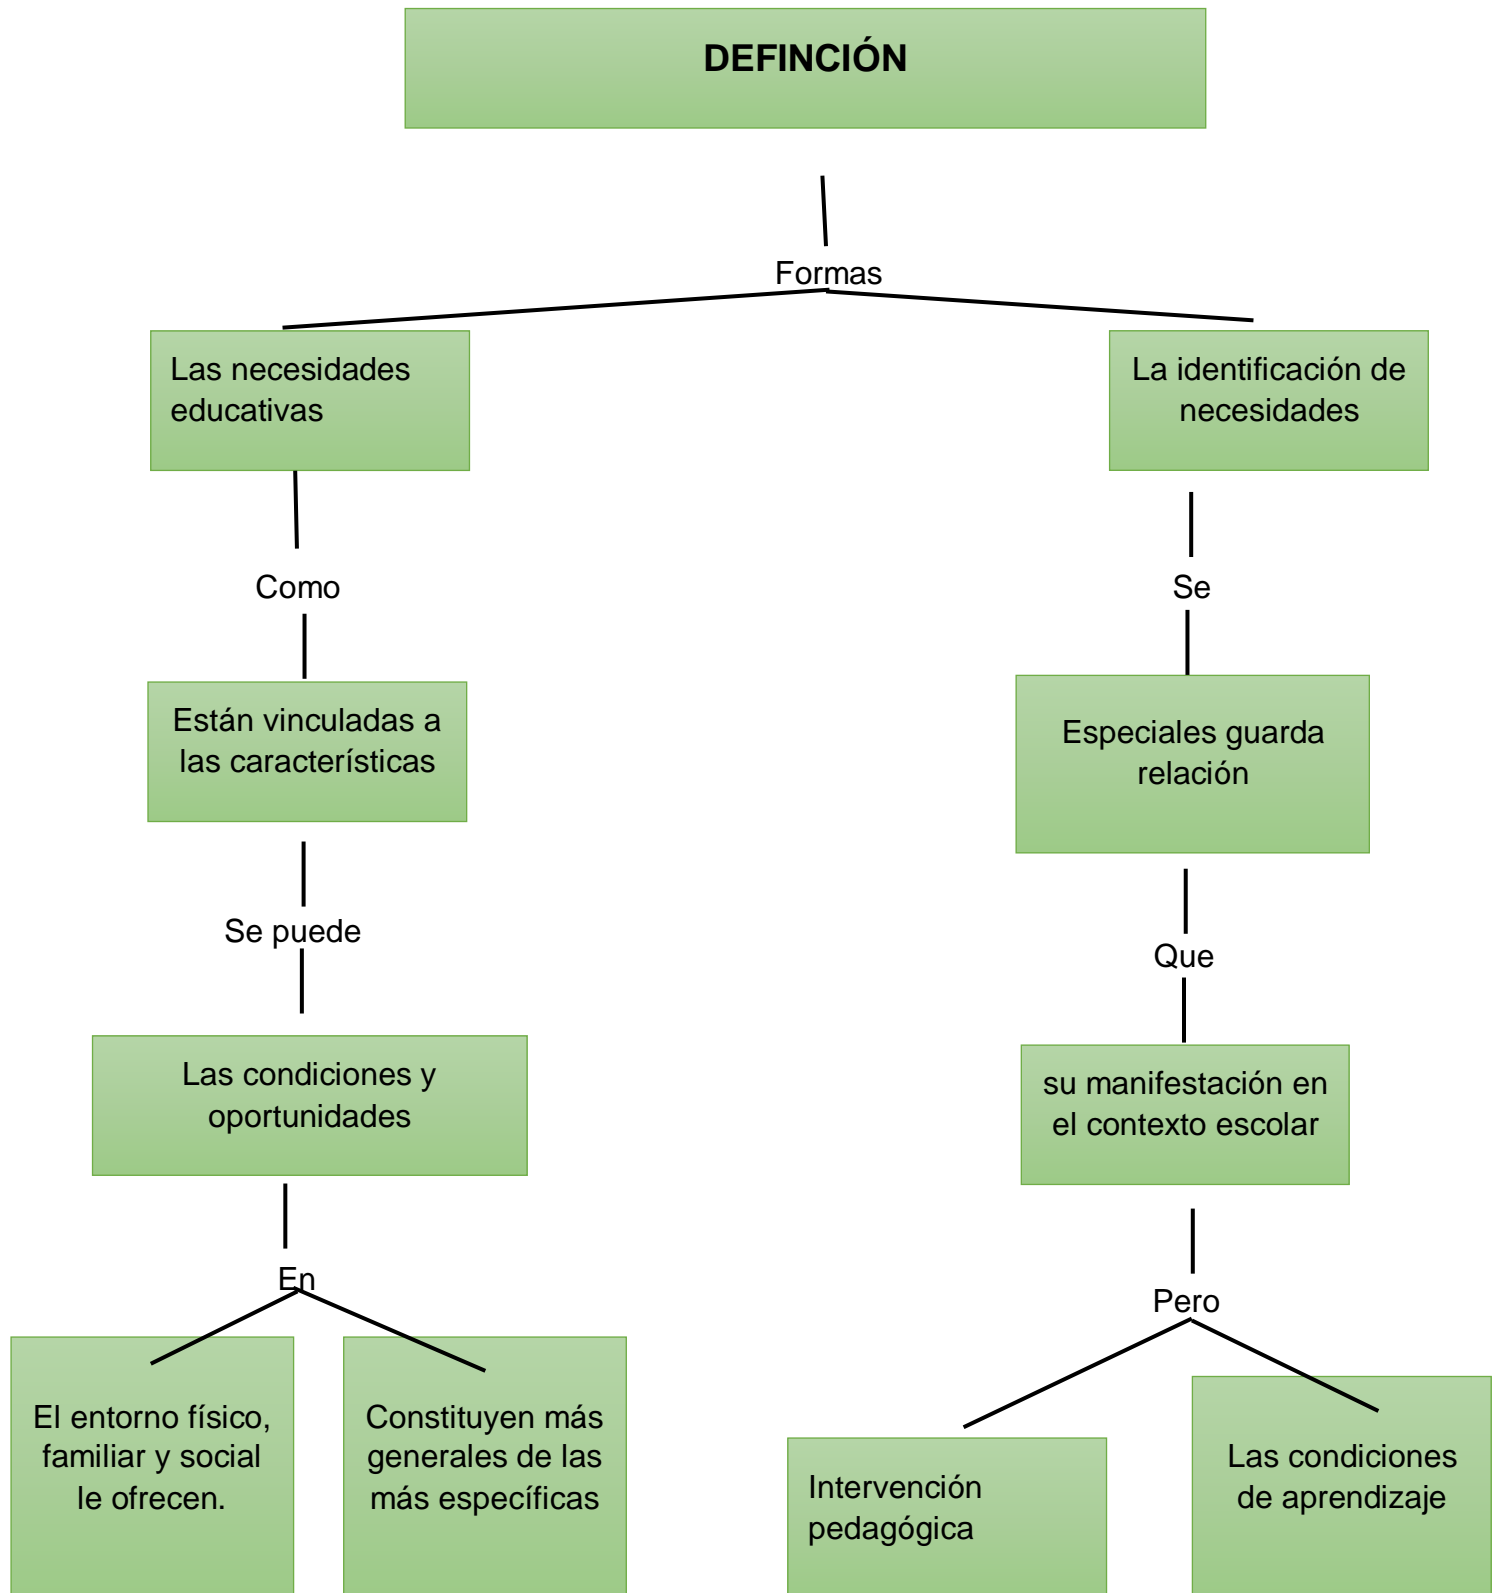 DEFINCIÓN
Formas
Las necesidades
educativas
La identificación de
necesidades
Como
Se
Están vinculadas a
las características
Especiales guarda
relación
Se puede
Que
Las condiciones y
oportunidades
su manifestación en
el contexto escolar
En
Pero
El entorno físico,
familiar y social
le ofrecen.
Constituyen más
generales de las
más específicas
Intervención
pedagógica
Las condiciones
de aprendizaje